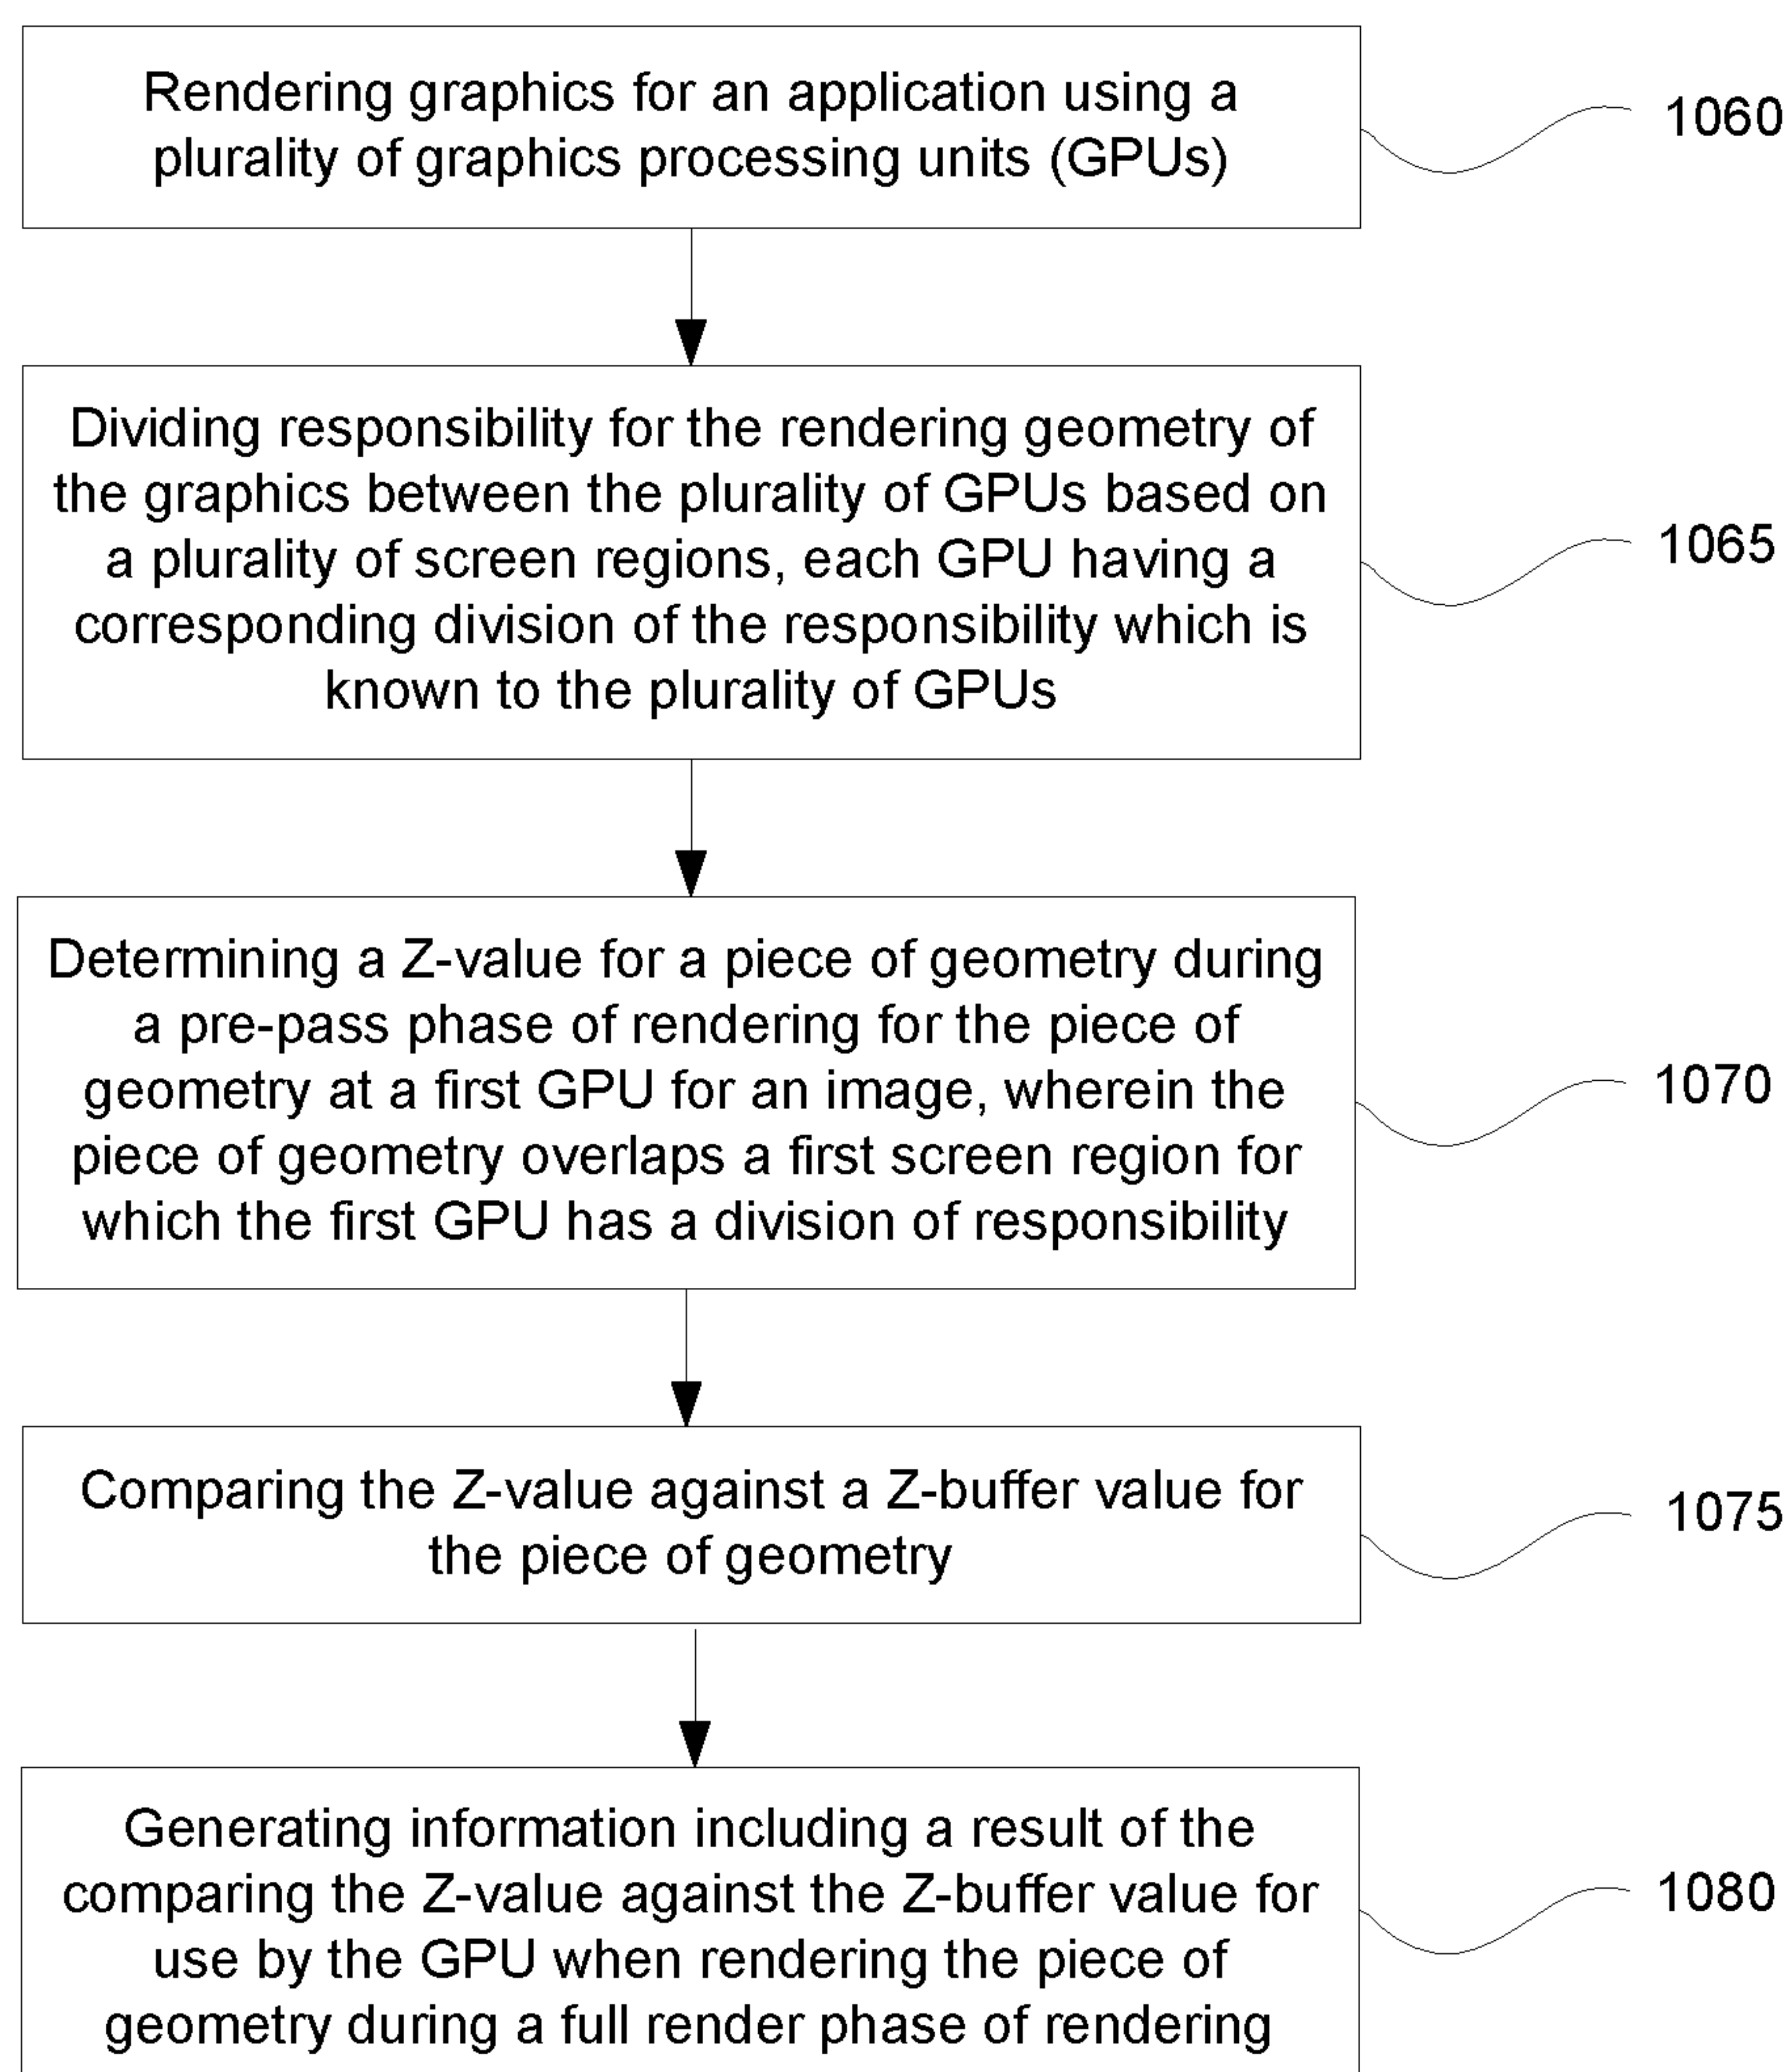 Rendering graphics for an application using a
plurality of graphics processing units (GPUs)
1060
Dividing responsibility for the rendering geometry of
the graphics between the plurality of GPUs based on
a plurality of screen regions, each GPU having a
corresponding division of the responsibility which is
known to the plurality of GPUs
1065
Determining a Z-value for a piece of geometry during
a pre-pass phase of rendering for the piece of
geometry at a first GPU for an image, wherein the
piece of geometry overlaps a first screen region for
which the first GPU has a division of responsibility
1070
Comparing the Z-value against a Z-buffer value for
the piece of geometry
1075
Generating information including a result of the
comparing the Z-value against the Z-buffer value for
use by the GPU when rendering the piece of
geometry during a full render phase of rendering
1080